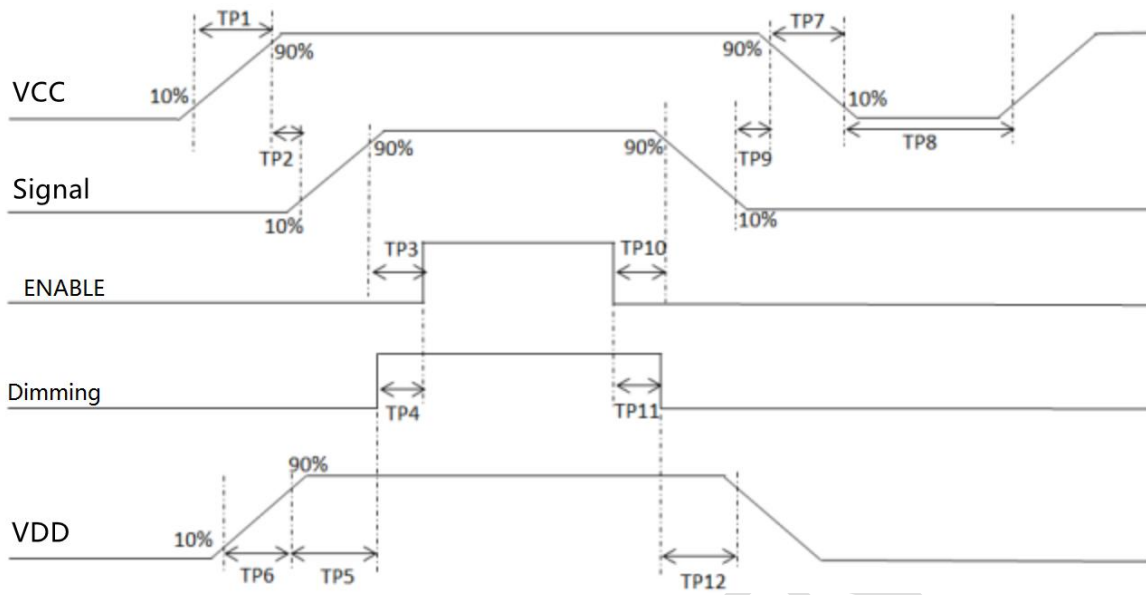 TP1
TP7
90%
90%
VCC
10%
10%
TP2
90%
90%
TP9
TP8
Signal
10%
10%
TP3
TP10
ENABLE
Dimming
TP4
TP11
90%
VDD
10%
TP6
TP5
TP12